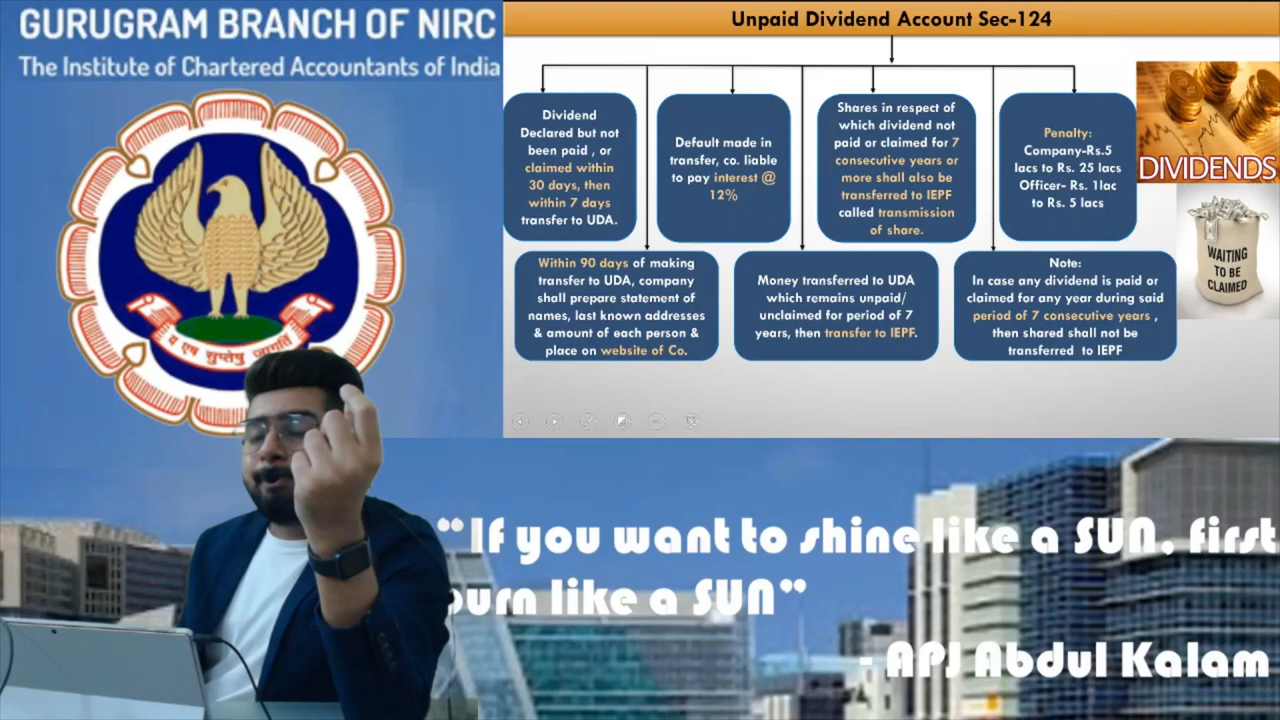 GURUGRAM BRANCH OF NIRC
The Institute of Chartered Accountants of India
य एष सुप्तेषु जागर्ति
Unpaid Dividend Account Sec-124
Dividend
Declared but not
been paid , or
claimed within
30 days, then
within 7 days
transfer to UDA.
Default made in
transfer, co. liable
to pay interest @
12%
Shares in respect of
which dividend not
paid or claimed for 7
consecutive years or
more shall also be
transferred to IEPF
called transmission
of share.
Penalty:
Company-Rs.5
lacs to Rs. 25 lacs
Officer- Rs. 1lac
to Rs. 5 lacs
DIVIDENDS
WAITING
TO BE
CLAIMED
Within 90 days of making
transfer to UDA, company
shall prepare statement of
names, last known addresses
& amount of each person &
place on website of Co.
Money transferred to UDA
which remains unpaid/
unclaimed for period of 7
years, then transfer to IEPF.
Note:
In case any dividend is paid or
claimed for any year during said
period of 7 consecutive years ,
then shared shall not be
transferred to IEPF
"If you want to shine like a SUN, first
burn like a SUN"
- APJ Abdul Kalam